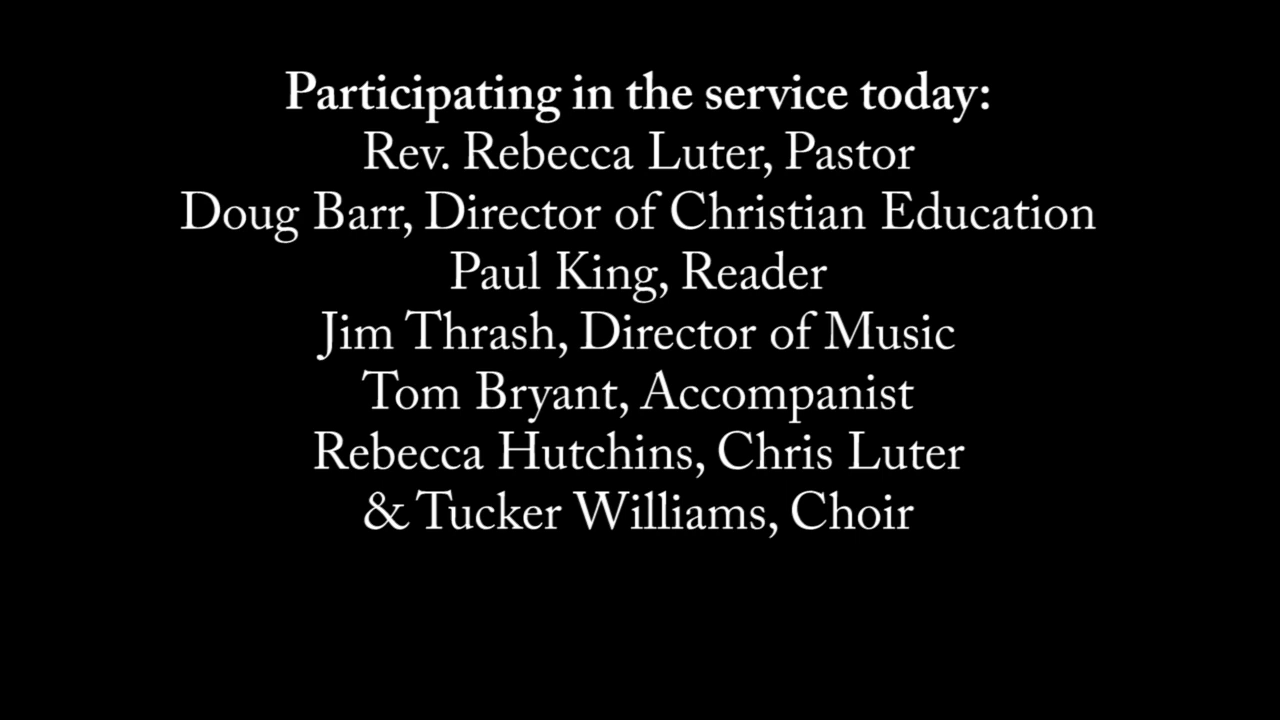 Participating in the service today:
Rev. Rebecca Luter, Pastor
Doug Barr, Director of Christian Education
Paul King, Reader
Jim Thrash, Director of Music
Tom Bryant, Accompanist
Rebecca Hutchins, Chris Luter
& Tucker Williams, Choir